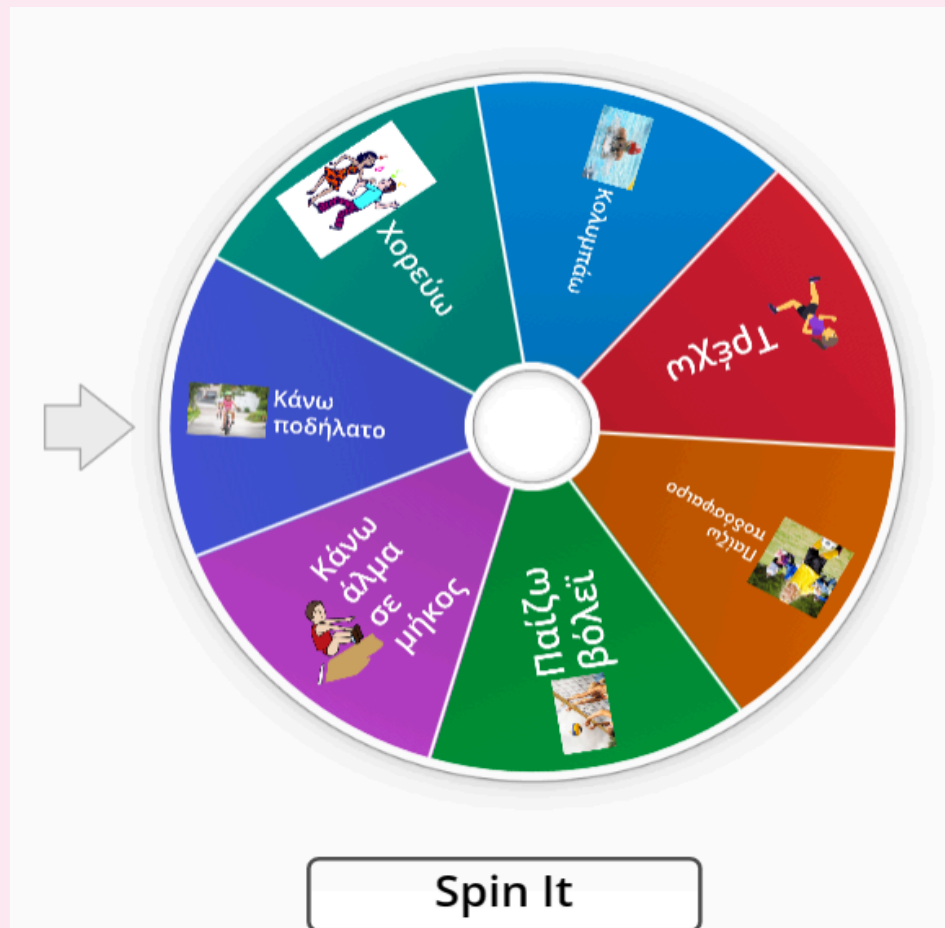 Κάνω
ποδήλατο
Χορεύω
Κολυμπάω
Τρέχω
Παίζω
ποδόσφαιρο
Παίζω
βόλεϊ
Κάνω
άλμα
σε
μήκος
Spin It